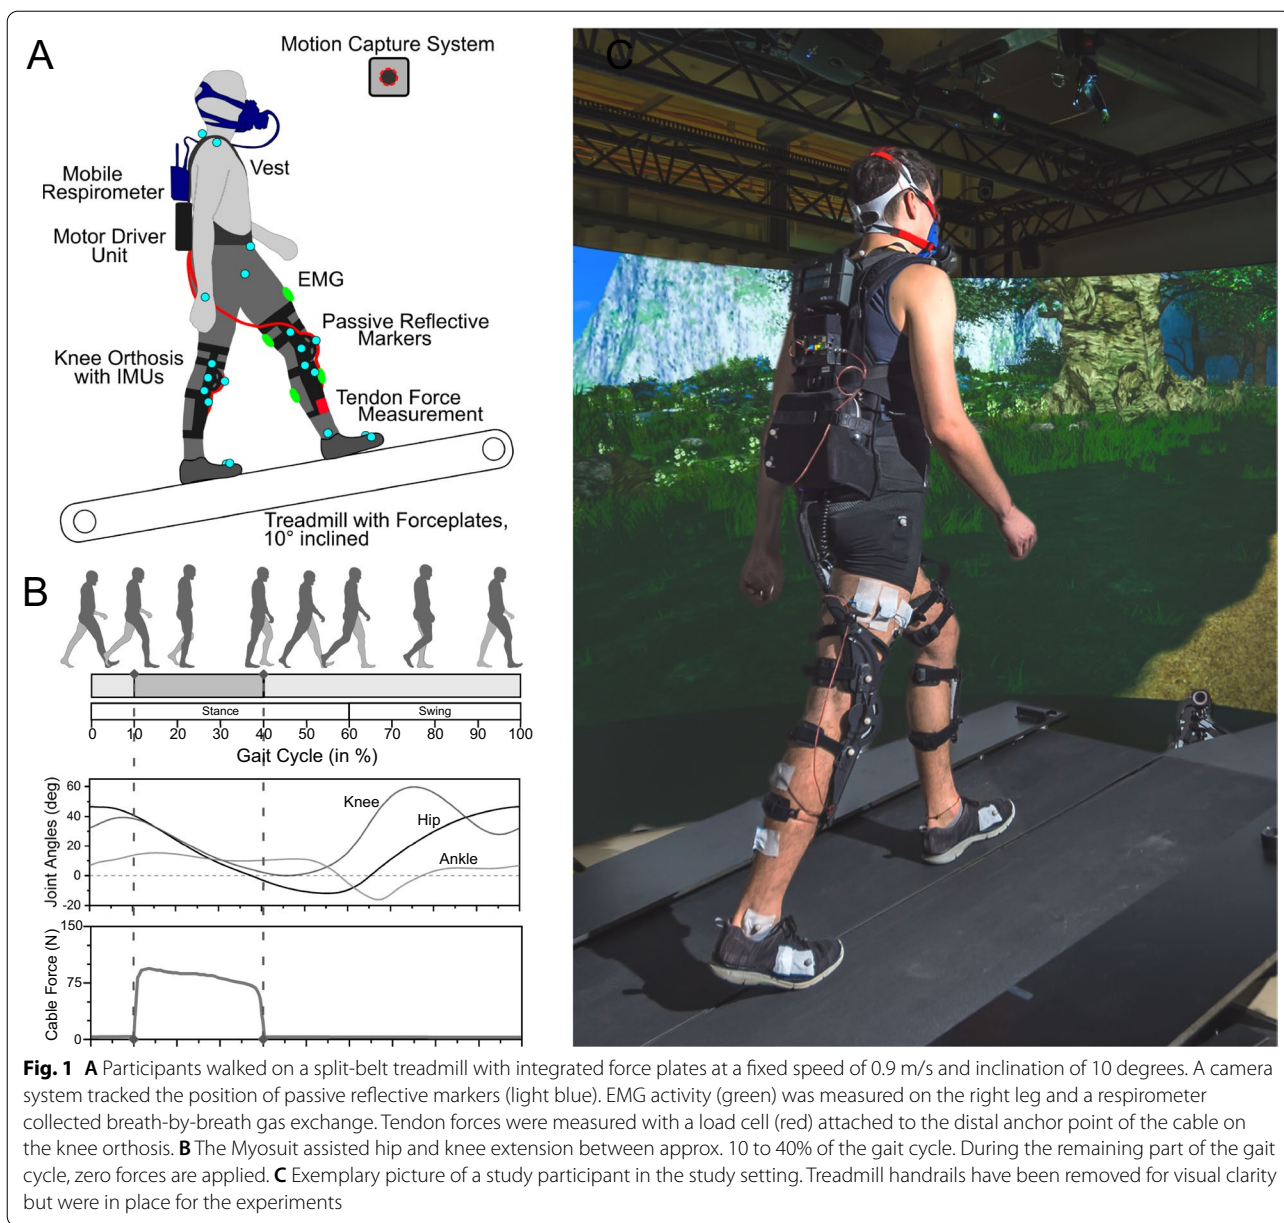 A
Motion Capture System
Vest
Mobile
Respirometer
Motor Driver
Unit
EMG
Passive Reflective
Markers
Knee Orthosis
with IMUs
Tendon Force
Measurement
Treadmill with Forceplates,
10° inclined
B
Stance
Swing
0 10 20 30 40 50 60 70 80 90 100
Gait Cycle (in %)
Joint Angles (deg)
60
40
20
0
-20
Knee
Hip
Ankle
Cable Force (N)
150
75
0
C
Fig. 1 A Participants walked on a split-belt treadmill with integrated force plates at a fixed speed of 0.9 m/s and inclination of 10 degrees. A camera
system tracked the position of passive reflective markers (light blue). EMG activity (green) was measured on the right leg and a respirometer
collected breath-by-breath gas exchange. Tendon forces were measured with a load cell (red) attached to the distal anchor point of the cable on
the knee orthosis. B The Myosuit assisted hip and knee extension between approx. 10 to 40% of the gait cycle. During the remaining part of the gait
cycle, zero forces are applied. C Exemplary picture of a study participant in the study setting. Treadmill handrails have been removed for visual clarity
but were in place for the experiments